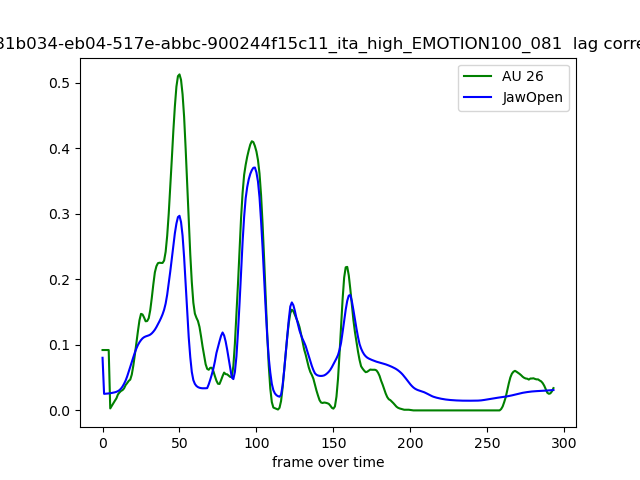 31b034-eb04-517e-abbc-900244f15c11_ita_high_EMOTION100_081 lag corre
AU 26
JawOpen
0.5
0.4
0.3
0.2
0.1
0.0
0 50 100 150 200 250 300
frame over time